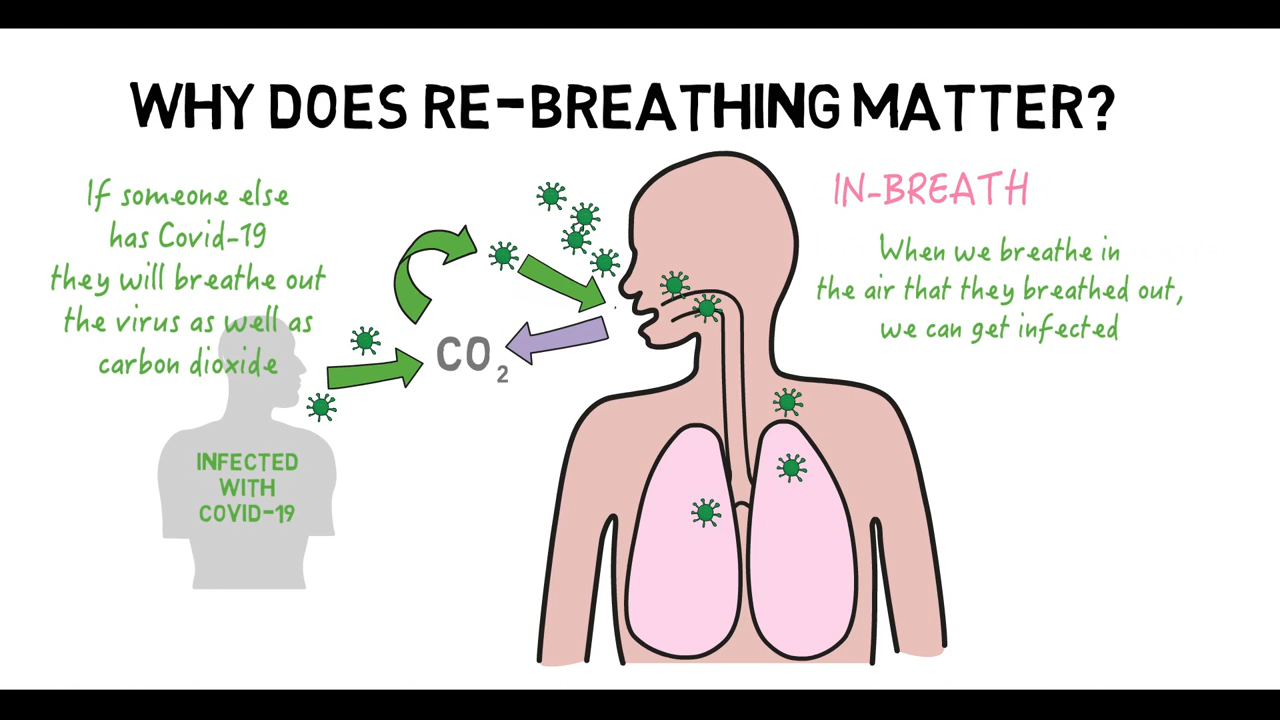 WHY DOES RE-BREATHING MATTER?
If someone else
has Covid-19
they will breathe out
the virus as well as
carbon dioxide
INFECTED
WITH
COVID-19
CO₂
IN-BREATH
When we breathe in
the air that they breathed out,
we can get infected